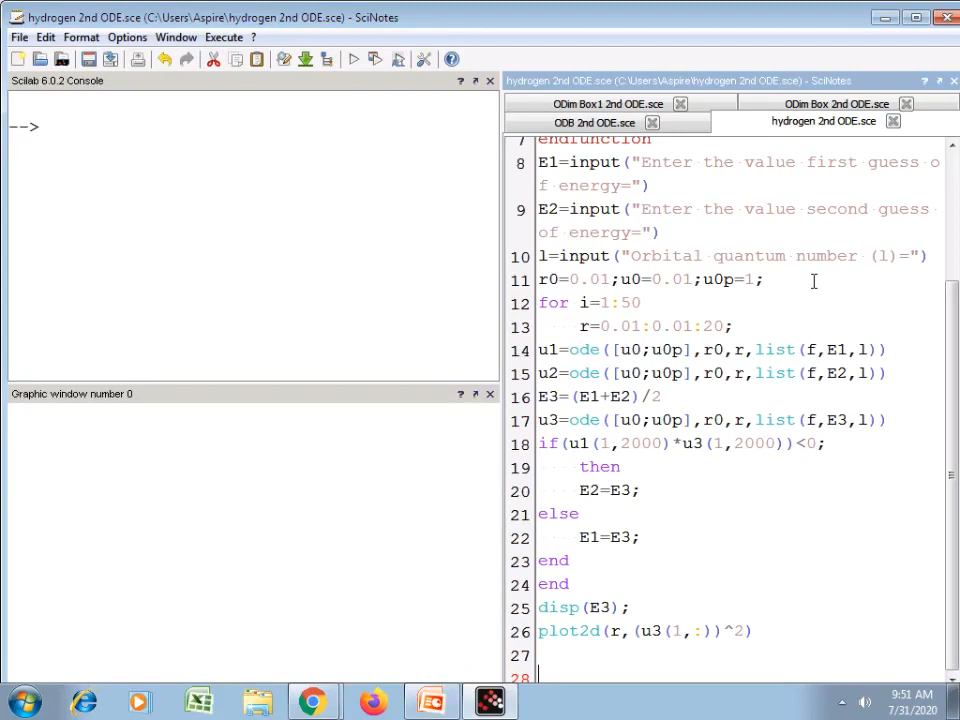 hydrogen 2nd ODE.sce (C:\Users\Aspire\hydrogen 2nd ODE.sce) - SciNotes
File Edit Format Options Window Execute ?
Scilab 6.0.2 Console ? ↗ ✕
-->
Graphic window number 0 ? ↗ ✕
hydrogen 2nd ODE.sce (C:\Users\Aspire\hydrogen 2nd ODE.sce) - SciNotes ? ↗ ✕
ODim Box1 2nd ODE.sce ODim Box 2nd ODE.sce
ODB 2nd ODE.sce hydrogen 2nd ODE.sce
7 endfunction
8 E1=input("Enter the value first guess o
f energy=")
9 E2=input("Enter the value second guess
of energy=")
10 l=input("Orbital quantum number (l)=")
11 r0=0.01;u0=0.01;u0p=1;
12 for i=1:50
13 r=0.01:0.01:20;
14 u1=ode([u0;u0p],r0,r,list(f,E1,l))
15 u2=ode([u0;u0p],r0,r,list(f,E2,l))
16 E3=(E1+E2)/2
17 u3=ode([u0;u0p],r0,r,list(f,E3,l))
18 if(u1(1,2000)*u3(1,2000))<0;
19 then
20 E2=E3;
21 else
22 E1=E3;
23 end
24 end
25 disp(E3);
26 plot2d(r,(u3(1,:))^2)
27
28
9:51 AM
7/31/2020